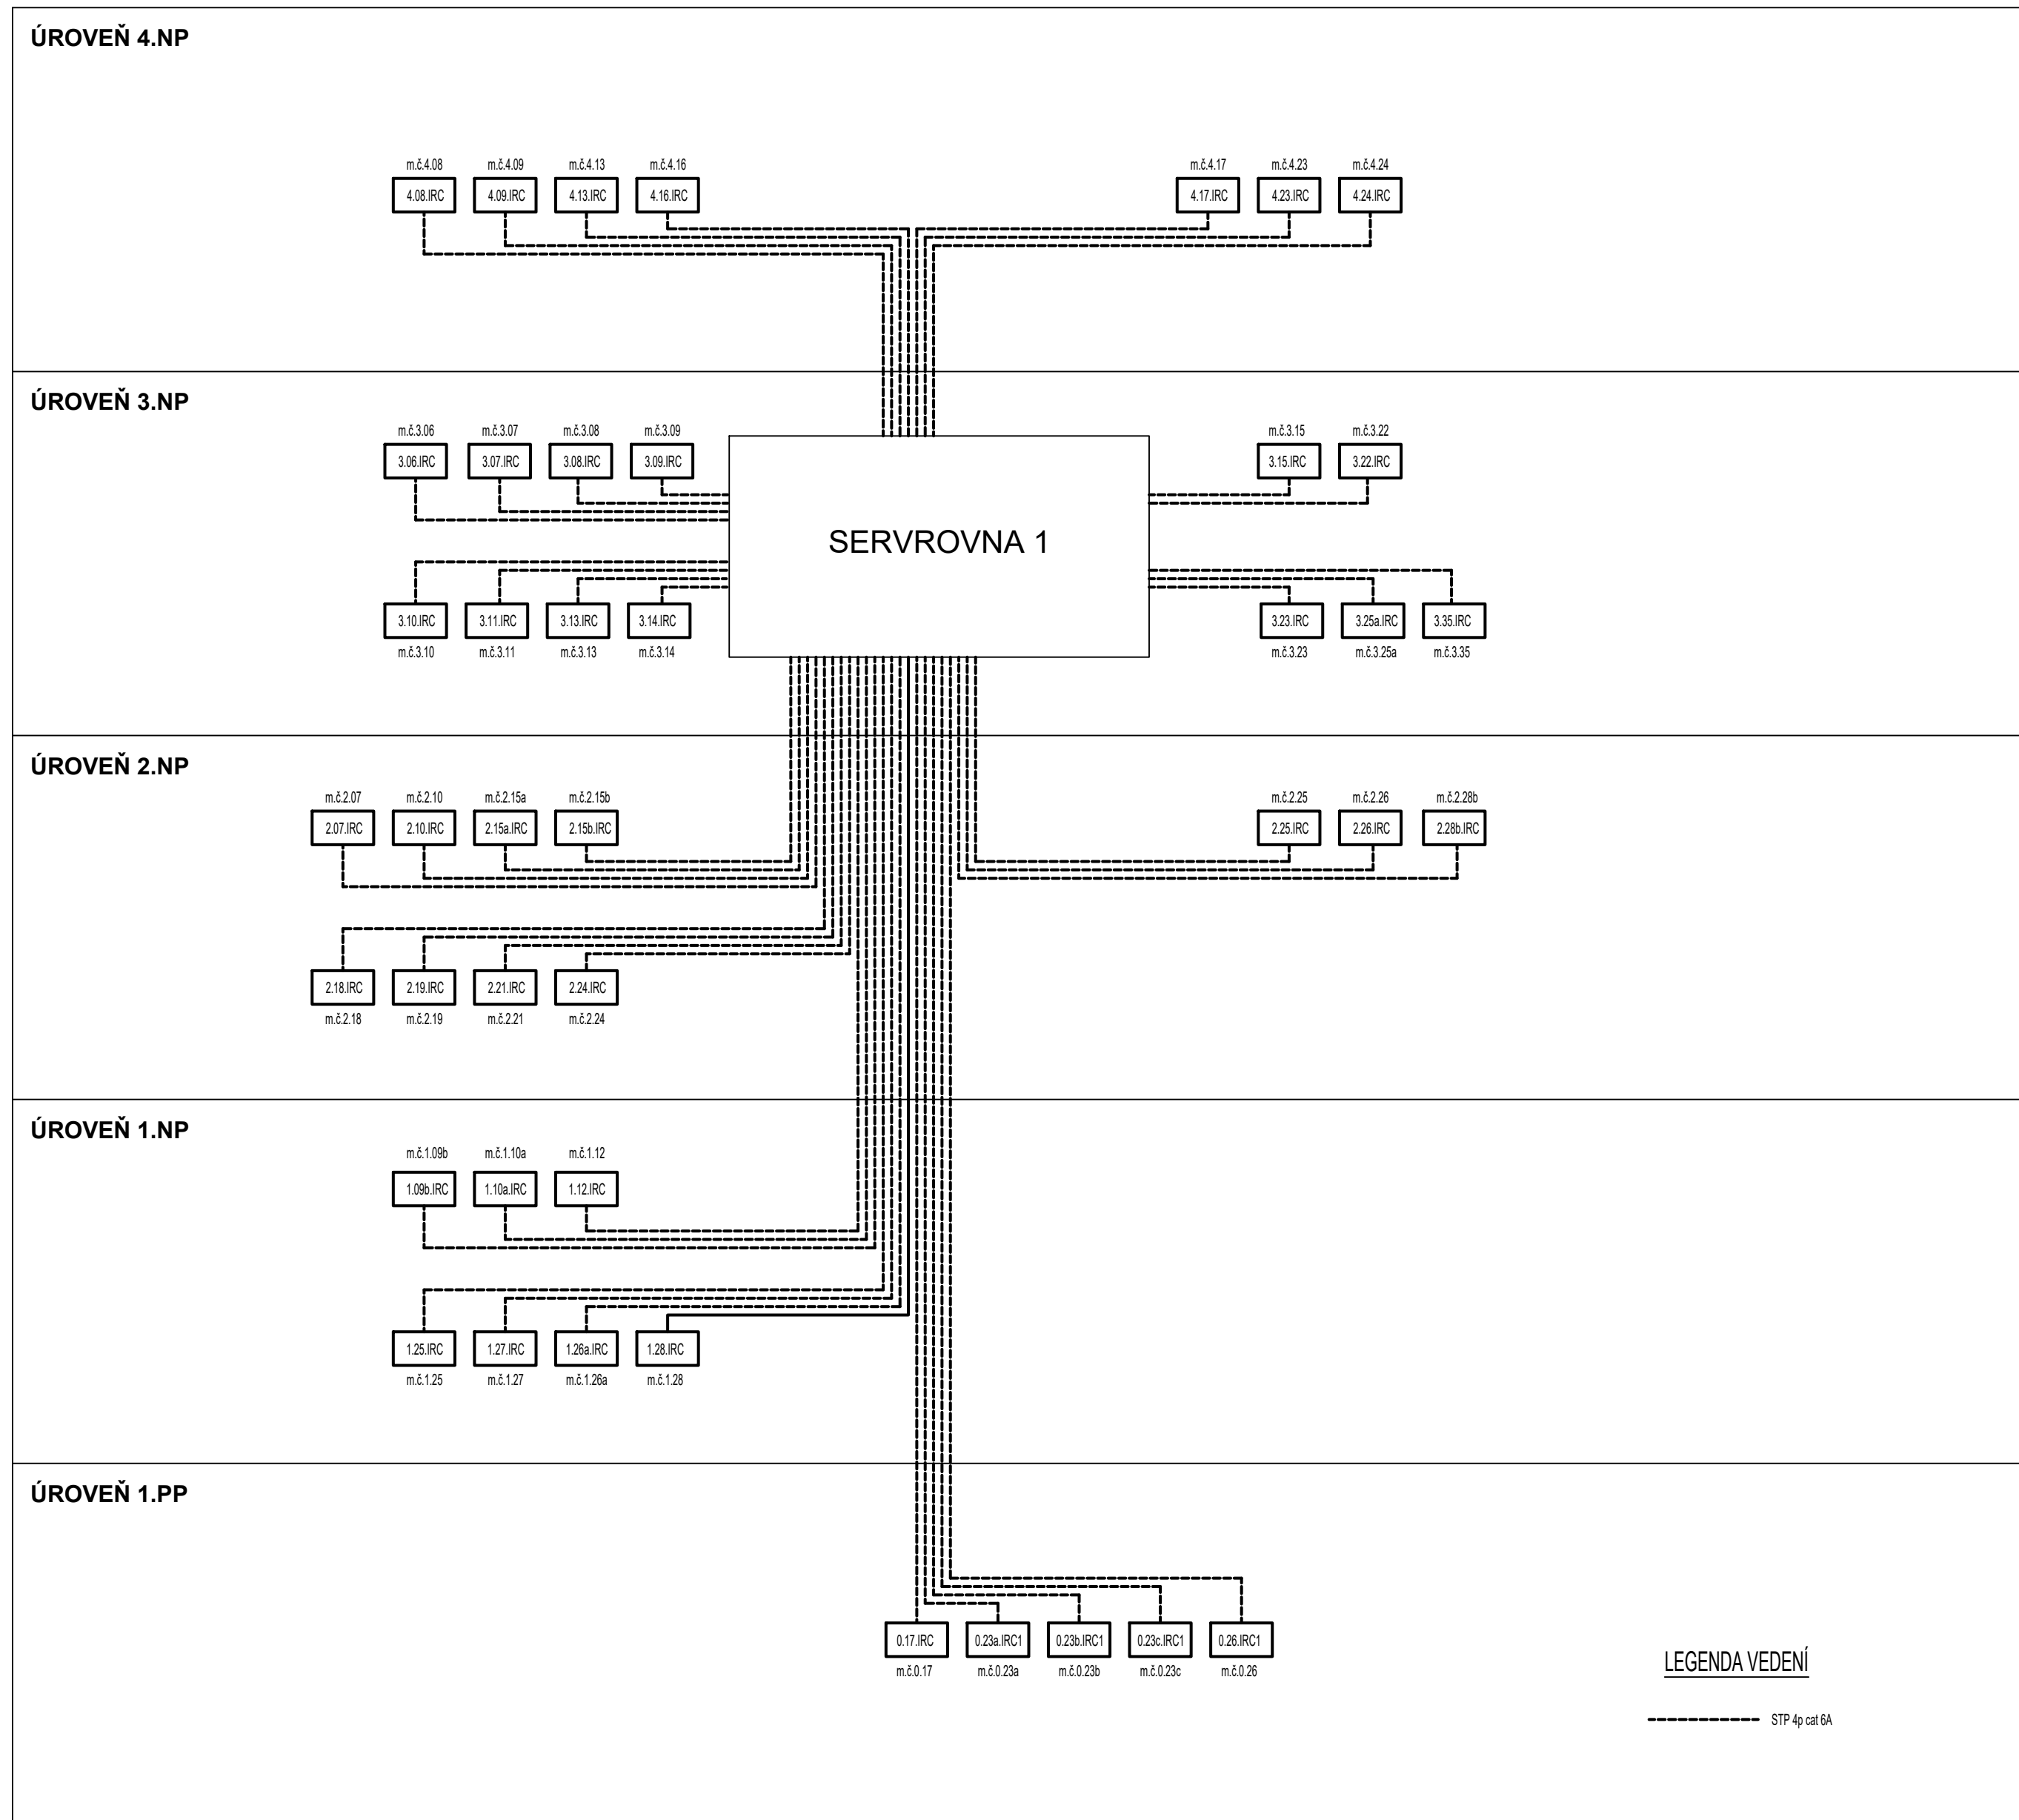 ÚROVEŇ 4.NP
m.č.4.08 m.č.4.09 m.č.4.13 m.č.4.16 m.č.4.17 m.č.4.23 m.č.4.24
4.08.IRC 4.09.IRC 4.13.IRC 4.16.IRC 4.17.IRC 4.23.IRC 4.24.IRC
ÚROVEŇ 3.NP
m.č.3.06 m.č.3.07 m.č.3.08 m.č.3.09 m.č.3.15 m.č.3.22
3.06.IRC 3.07.IRC 3.08.IRC 3.09.IRC 3.15.IRC 3.22.IRC
SERVROVNA 1
3.10.IRC 3.11.IRC 3.13.IRC 3.14.IRC 3.23.IRC 3.25a.IRC 3.35.IRC
m.č.3.10 m.č.3.11 m.č.3.13 m.č.3.14 m.č.3.23 m.č.3.25a m.č.3.35
ÚROVEŇ 2.NP
m.č.2.07 m.č.2.10 m.č.2.15a m.č.2.15b m.č.2.25 m.č.2.26 m.č.2.28b
2.07.IRC 2.10.IRC 2.15a.IRC 2.15b.IRC 2.25.IRC 2.26.IRC 2.28b.IRC
2.18.IRC 2.19.IRC 2.21.IRC 2.24.IRC
m.č.2.18 m.č.2.19 m.č.2.21 m.č.2.24
ÚROVEŇ 1.NP
m.č.1.09b m.č.1.10a m.č.1.12
1.09b.IRC 1.10a.IRC 1.12.IRC
1.25.IRC 1.27.IRC 1.26a.IRC 1.28.IRC
m.č.1.25 m.č.1.27 m.č.1.26a m.č.1.28
ÚROVEŇ 1.PP
0.17.IRC 0.23a.IRC1 0.23b.IRC1 0.23c.IRC1 0.26.IRC1
m.č.0.17 m.č.0.23a m.č.0.23b m.č.0.23c m.č.0.26
LEGENDA VEDENÍ
STP 4p cat 6A